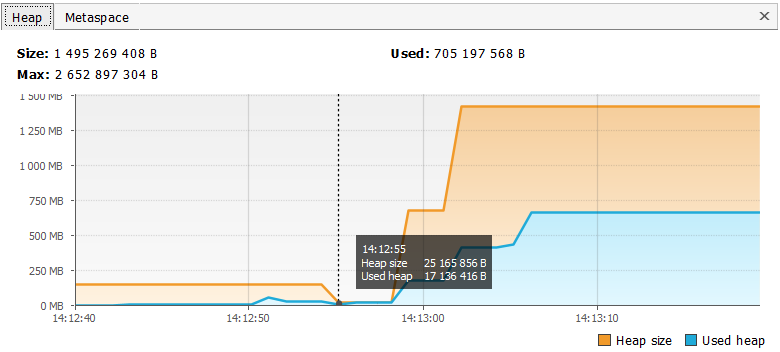 Heap Metaspace
Size: 1 495 269 408 B Used: 705 197 568 B
Max: 2 652 897 304 B
1 500 MB
1 250 MB
1 000 MB
750 MB
500 MB
250 MB
0 MB
14:12:55
Heap size 25 165 856 B
Used heap 17 136 416 B
14:12:40 14:12:50 14:13:00 14:13:10
Heap size Used heap